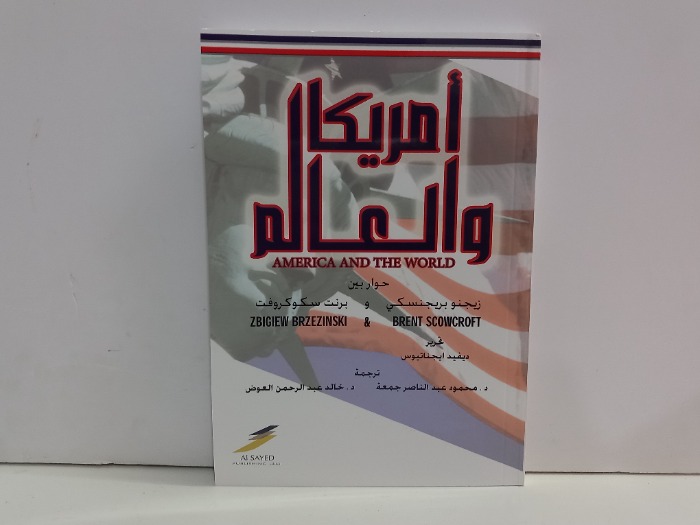 أمريكا
والعالم
AMERICA AND THE WORLD
حوار بين
زبجنو بريجنسكي و برنت سكوكروفت
ZBIGIEW BRZEZINSKI & BRENT SCOWCROFT
تحرير
ديفيد ايجناتيوس
ترجمة
د. محمود عبد الناصر جمعة د. خالد عبد الرحمن العوض
AL SAYED